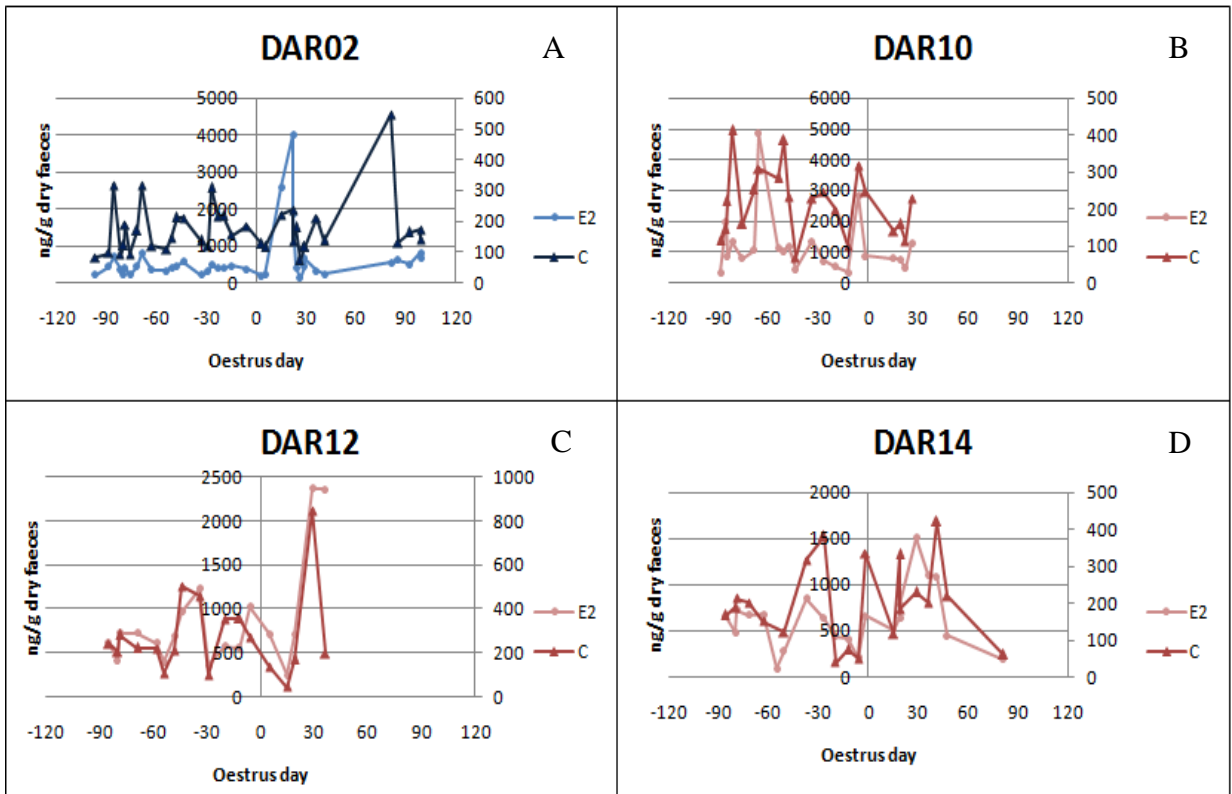 DAR02 A
ng/g dry faeces
5000 600
4000 500
3000 400
2000 300
1000 200
0 100
0
E2
C
-120 -90 -60 -30 0 30 60 90 120
Oestrus day
DAR10 B
ng/g dry faeces
6000 500
5000 400
4000 300
3000 200
2000 100
1000 0
0
E2
C
-120 -90 -60 -30 0 30 60 90 120
Oestrus day
DAR12 C
ng/g dry faeces
2500 1000
2000 800
1500 600
1000 400
500 200
0 0
E2
C
-120 -90 -60 -30 0 30 60 90 120
Oestrus day
DAR14 D
ng/g dry faeces
2000 500
1500 400
1000 300
500 200
0 100
0
E2
C
-120 -90 -60 -30 0 30 60 90 120
Oestrus day